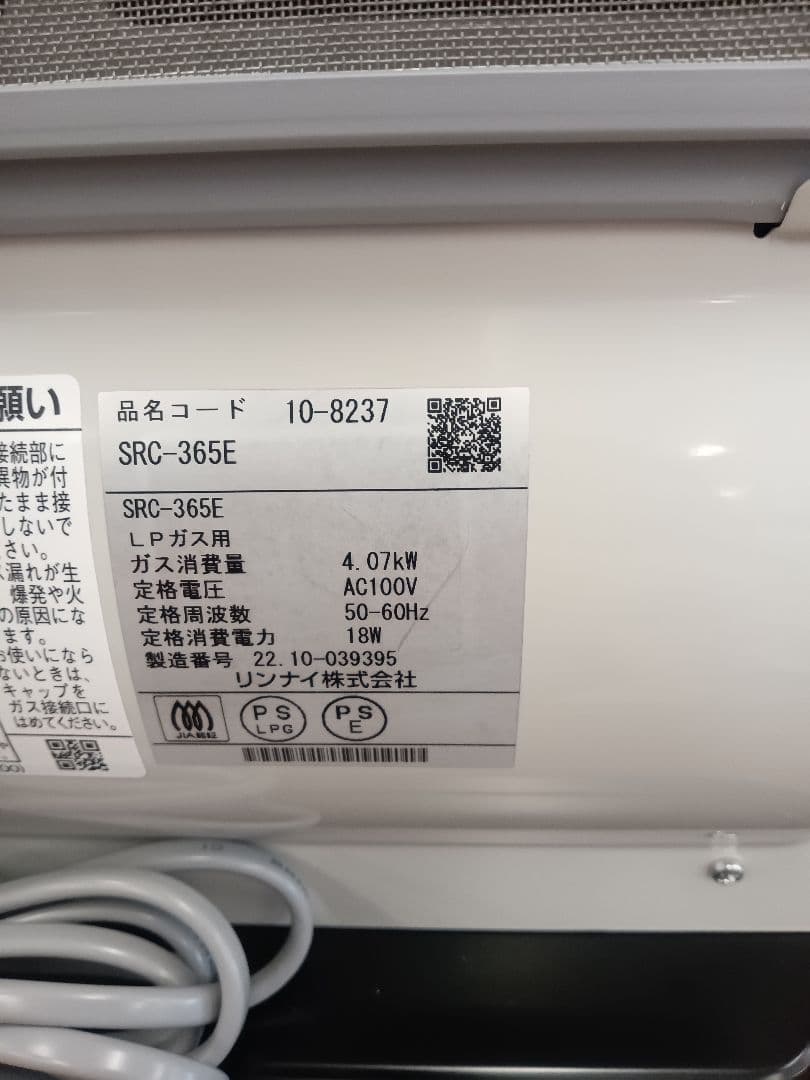 願い
接続部に
異物が付
たまま接
しないで
さい。
ス漏れが生
爆発や火
の原因にな
ます。
お使いになら
ないときは、
キャップを
ガス接続口に
はめてください。
品名コード 10-8237
SRC-365E
SRC-365E
LPガス用
ガス消費量 4.07kW
定格電圧 AC100V
定格周波数 50-60Hz
定格消費電力 18W
製造番号 22.10-039395
リンナイ株式会社
JIA認証
PS
LPG
PS
E